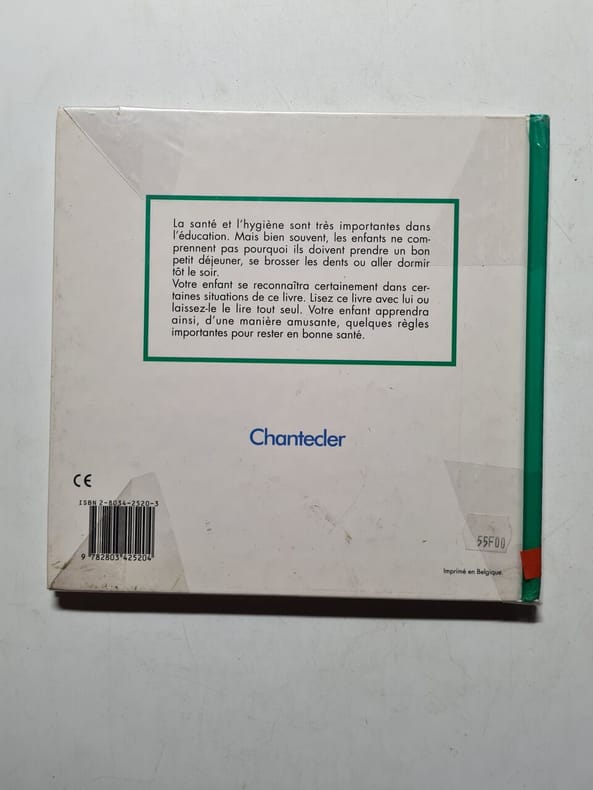 La santé et l'hygiène sont très importantes dans
l'éducation. Mais bien souvent, les enfants ne com-
prennent pas pourquoi ils doivent prendre un bon
petit déjeuner, se brosser les dents ou aller dormir
tôt le soir.
Votre enfant se reconnaîtra certainement dans cer-
taines situations de ce livre. Lisez ce livre avec lui ou
laissez-le le lire tout seul. Votre enfant apprendra
ainsi, d'une manière amusante, quelques règles
importantes pour rester en bonne santé.
Chantecler
CE
ISBN 2-8034-2520-3
9 782803 425204
55F00
Imprimé en Belgique.